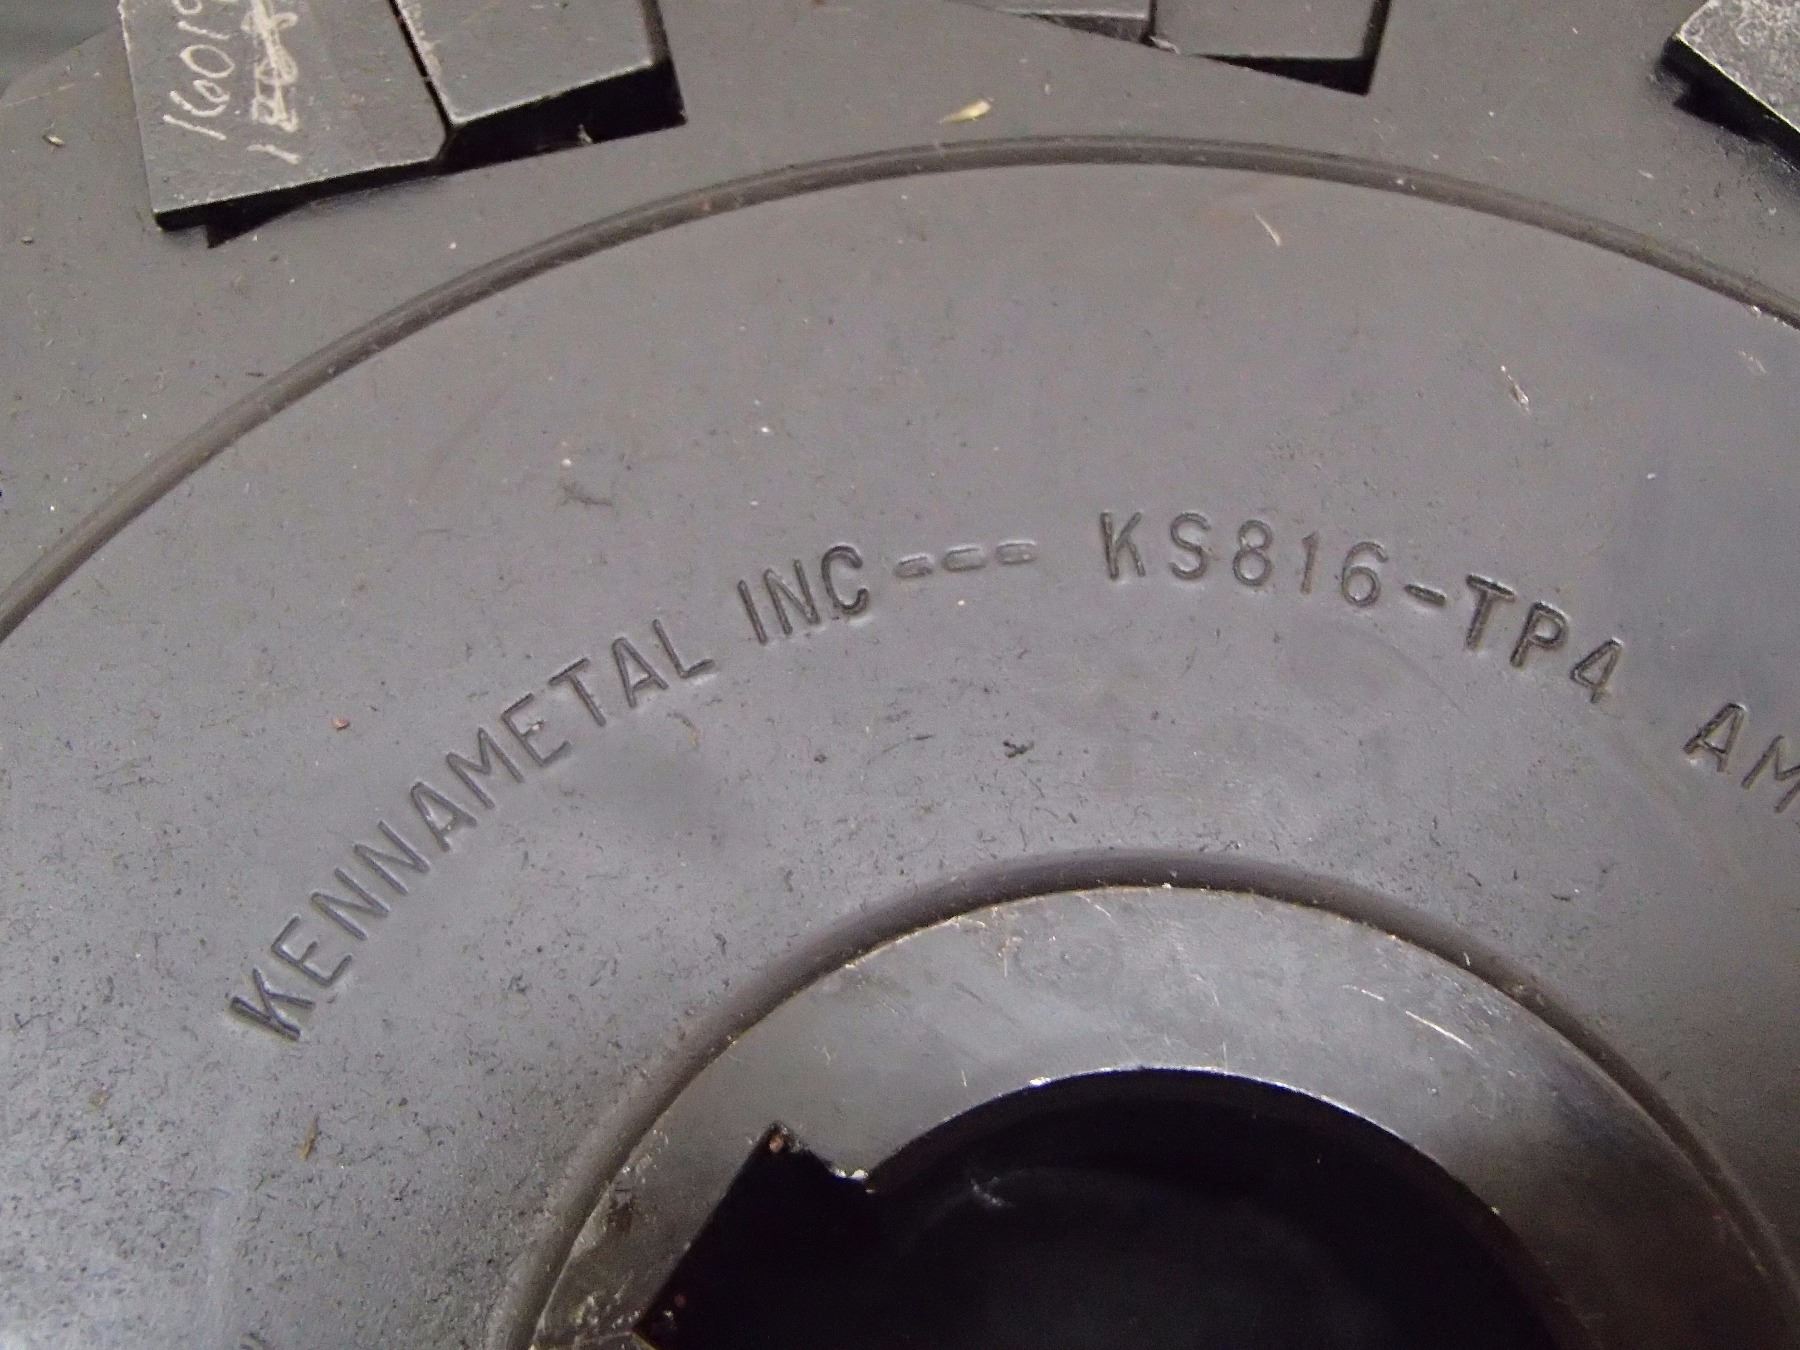 KENNAMETAL INC--- KS816-TP4 AM